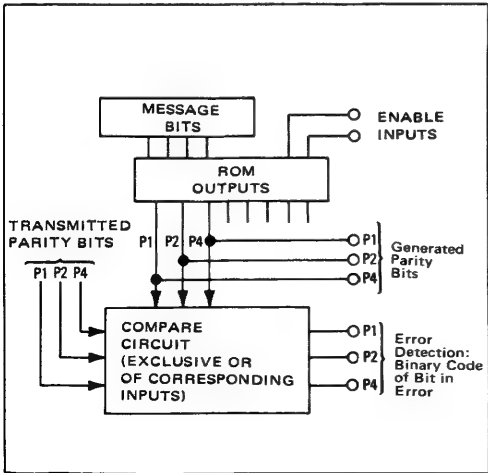 MESSAGE
BITS
ENABLE
INPUTS
ROM
OUTPUTS
TRANSMITTED
PARITY BITS
P1 P2 P4
P1 P2 P4
P1
P2
P4
Generated
Parity
Bits
COMPARE
CIRCUIT
(EXCLUSIVE OR
OF CORRESPONDING
INPUTS)
P1
P2
P4
Error
Detection:
Binary Code
of Bit in
Error